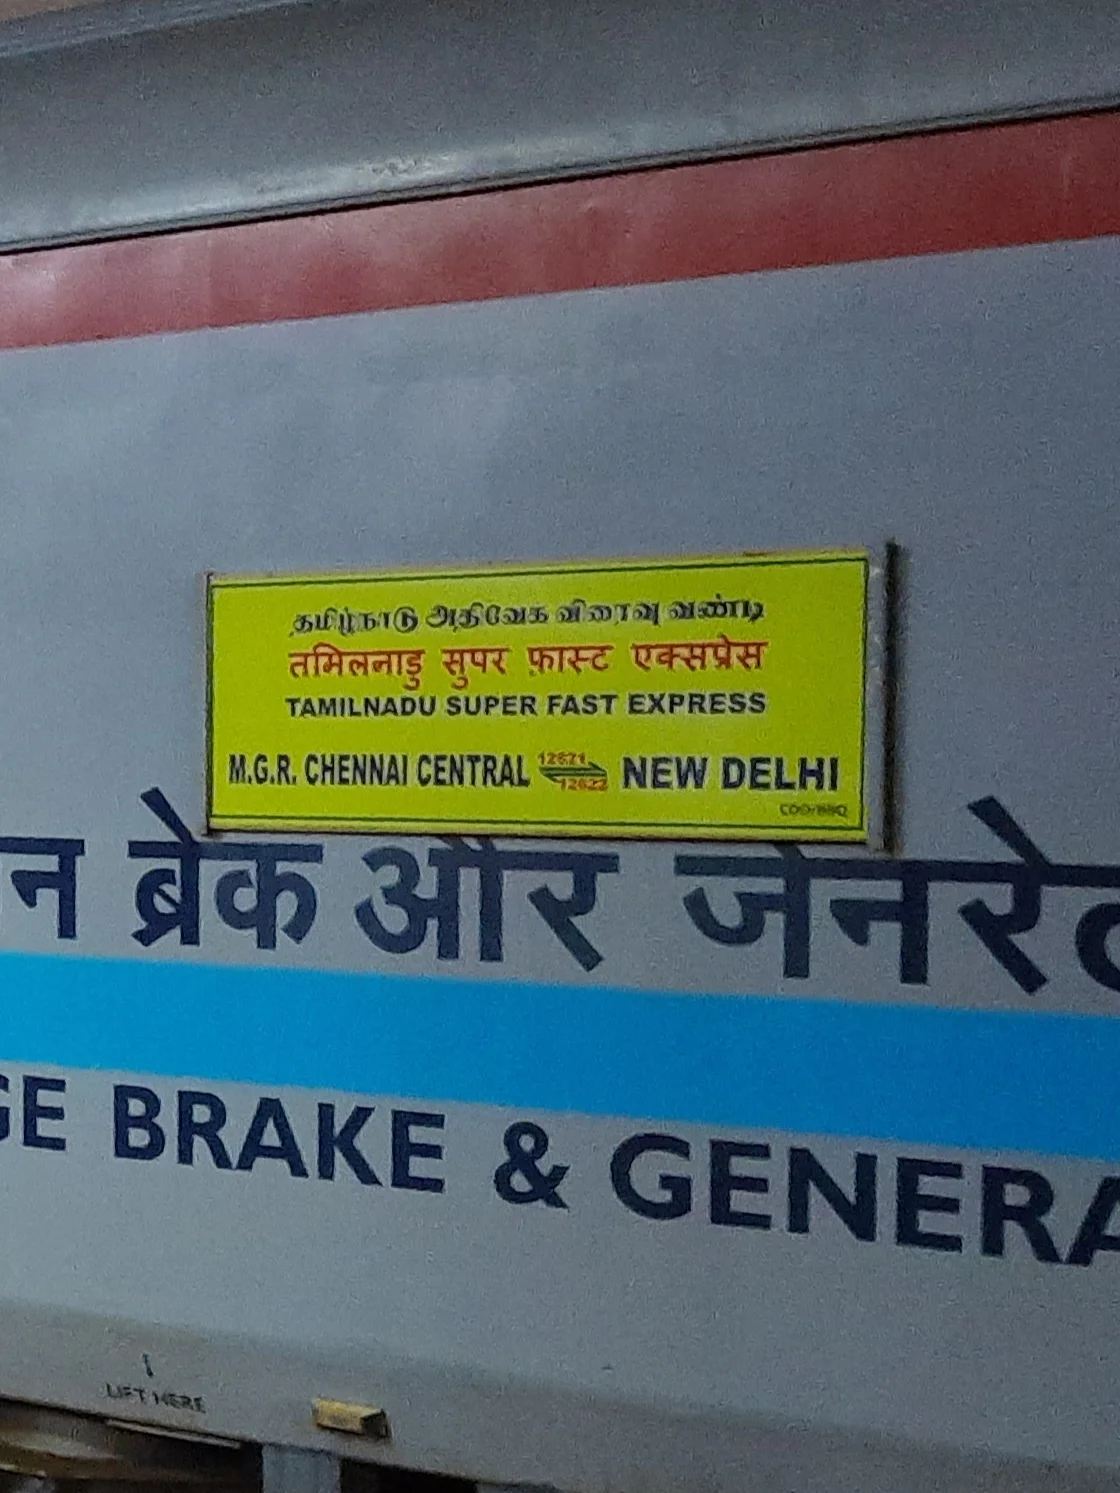 தமிழ்நாடு அதிவேக விரைவு வண்டி
तमिलनाडु सुपर फ़ास्ट एक्सप्रेस
TAMILNADU SUPER FAST EXPRESS
M.G.R. CHENNAI CENTRAL 12621 12622 NEW DELHI
न ब्रेक और जेनरे
GE BRAKE & GENERA
LIFT HERE